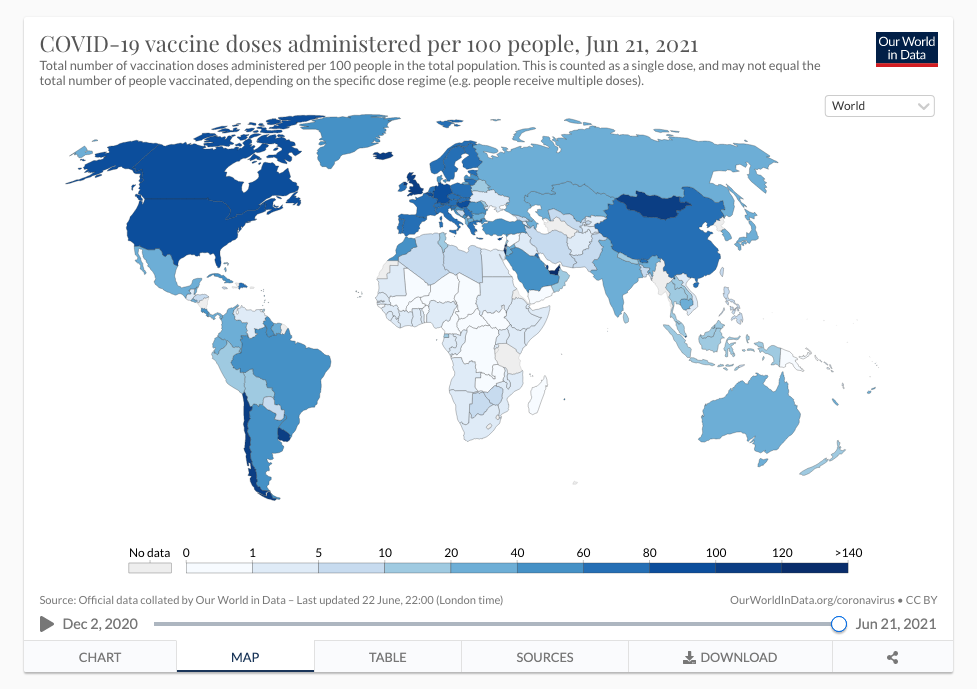 COVID-19 vaccine doses administered per 100 people, Jun 21, 2021
Our World
in Data
Total number of vaccination doses administered per 100 people in the total population. This is counted as a single dose, and may not equal the
total number of people vaccinated, depending on the specific dose regime (e.g. people receive multiple doses).
World
No data 0 1 5 10 20 40 60 80 100 120 >140
Source: Official data collated by Our World in Data – Last updated 22 June, 22:00 (London time) OurWorldInData.org/coronavirus • CC BY
Dec 2, 2020 Jun 21, 2021
CHART MAP TABLE SOURCES DOWNLOAD